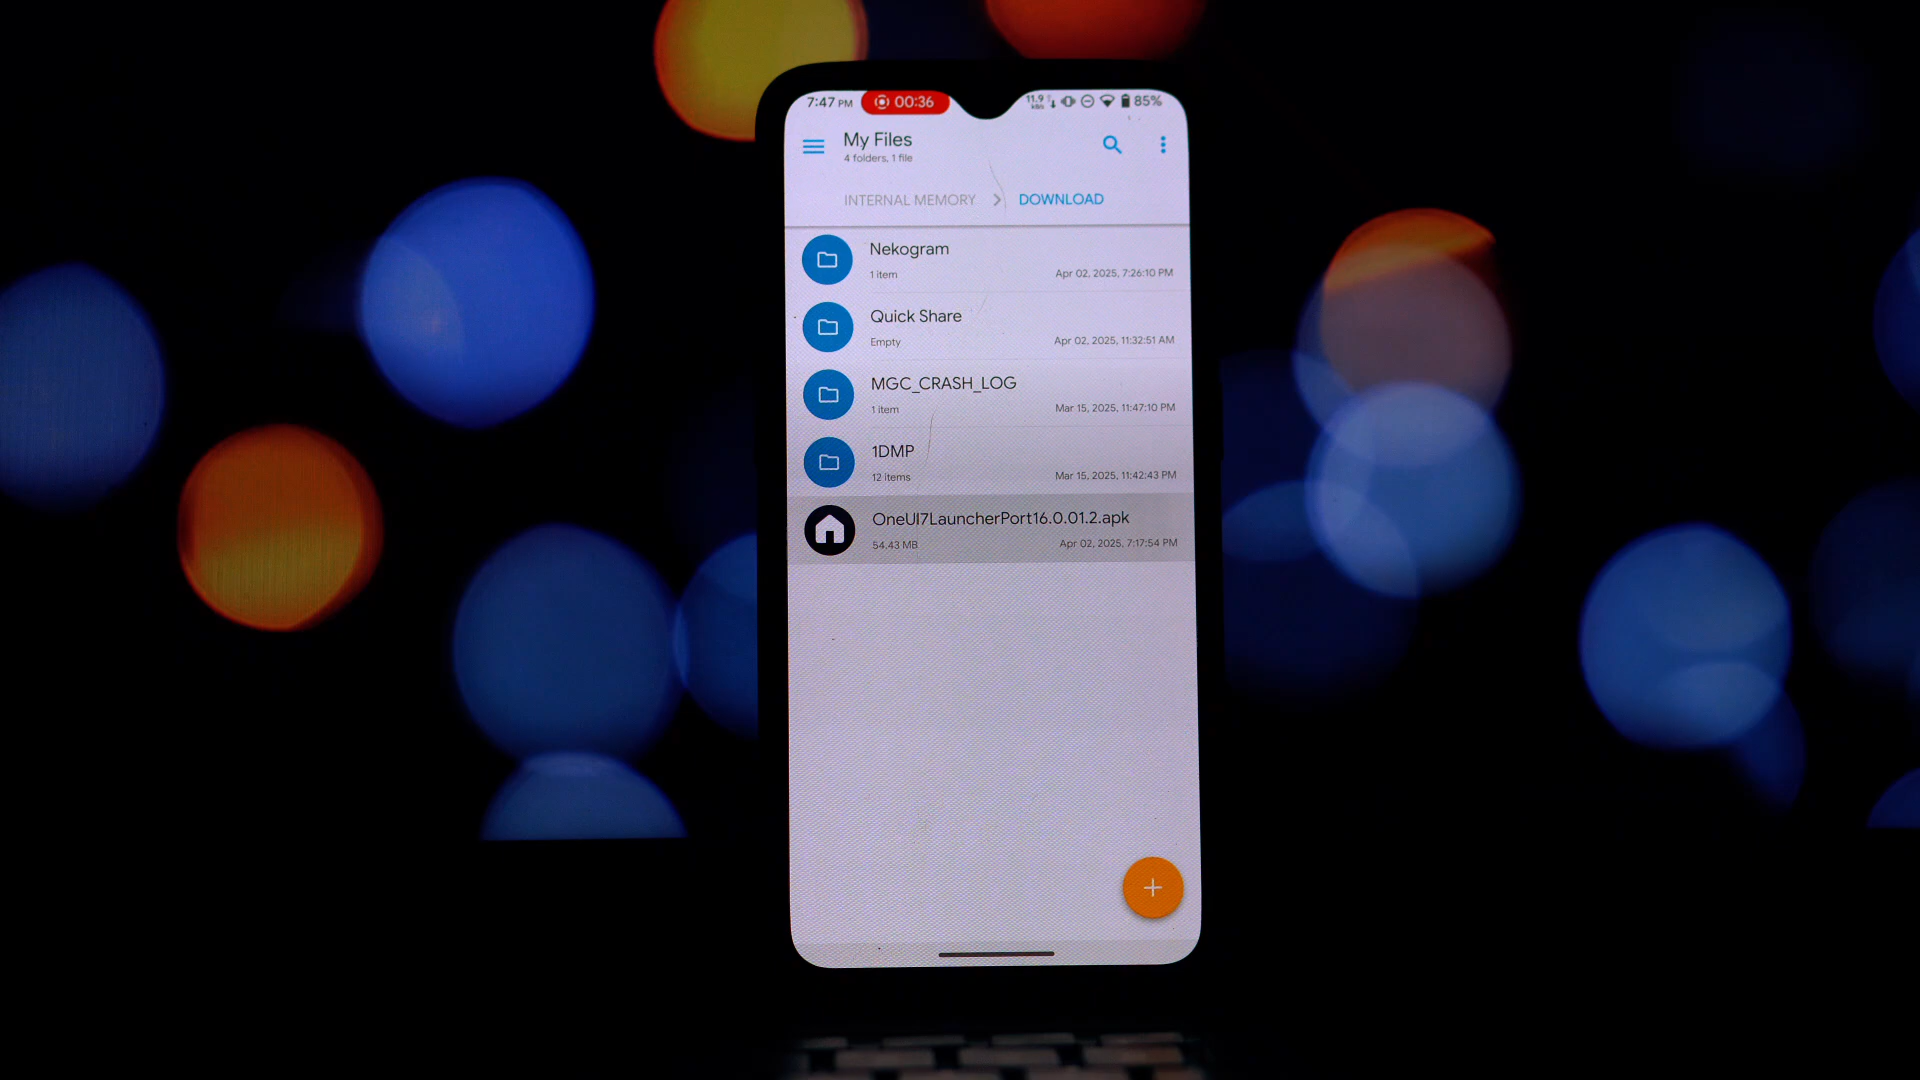 7:47 PM 00:36 11.9 kB/s 85%
My Files
4 folders, 1 file
INTERNAL MEMORY DOWNLOAD
Nekogram
1 item Apr 02, 2025, 7:26:10 PM
Quick Share
Empty Apr 02, 2025, 11:32:51 AM
MGC_CRASH_LOG
1 item Mar 15, 2025, 11:47:10 PM
1DMP
12 items Mar 15, 2025, 11:42:43 PM
OneUI7LauncherPort16.0.01.2.apk
54.43 MB Apr 02, 2025, 7:17:54 PM